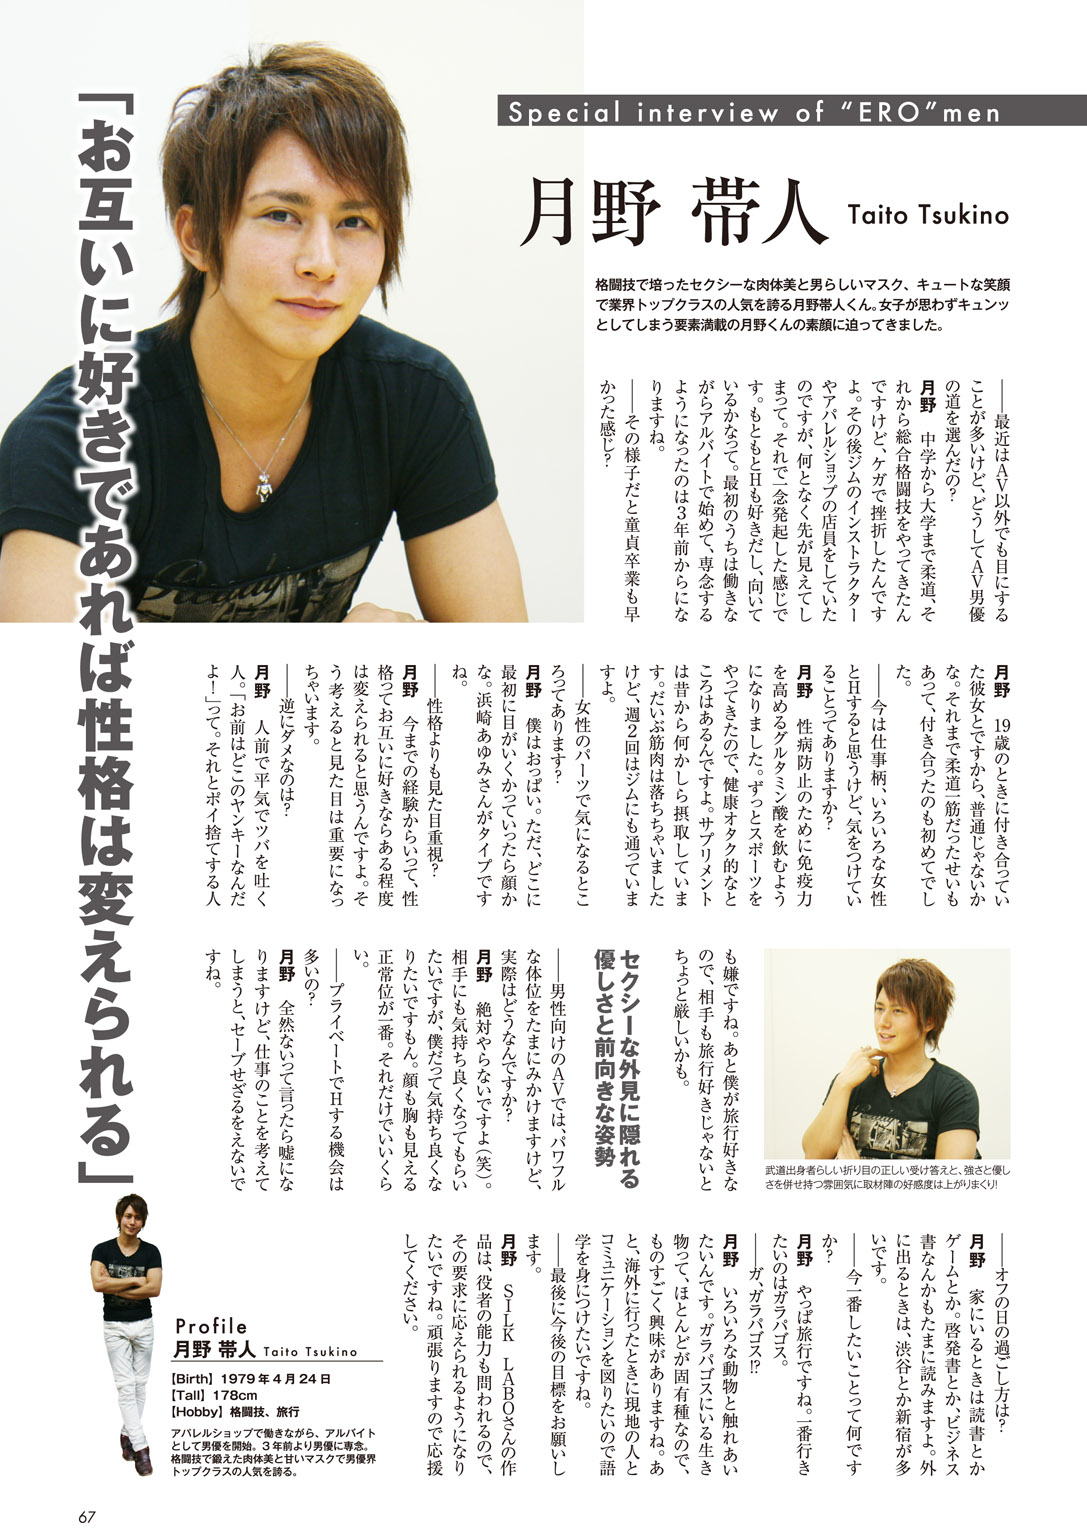 「お互いに好きであれば性格は変えられる」
Special interview of “ERO”men
月野 帯人 Taito Tsukino
格闘技で培ったセクシーな肉体美と男らしいマスク、キュートな笑顔
で業界トップクラスの人気を誇る月野帯人くん。女子が思わずキュンッ
としてしまう要素満載の月野くんの素顔に迫ってきました。
――最近はAV以外でも目にする
ことが多いけど、どうしてAV男優
の道を選んだの?
月野　中学から大学まで柔道、そ
れから総合格闘技をやってきたん
ですけど、ケガで挫折したんです
よ。その後ジムのインストラクター
やアパレルショップの店員をしていた
のですが、何となく先が見えてし
まって。それで一念発起した感じで
す。もともとHも好きだし、向いて
いるかなって。最初のうちは働きな
がらアルバイトで始めて、専念する
ようになったのは3年前からにな
りますね。
――その様子だと童貞卒業も早
かった感じ?
月野　19歳のときに付き合ってい
た彼女とですから、普通じゃないか
な。それまで柔道一筋だったせいも
あって、付き合ったのも初めてでし
た。
――今は仕事柄、いろいろな女性
とHすると思うけど、気をつけてい
ることってありますか?
月野　性病防止のために免疫力
を高めるグルタミン酸を飲むよう
になりました。ずっとスポーツを
やってきたので、健康オタク的なと
ころはあるんですよ。サプリメント
は昔から何かしら摂取していま
す。だいぶ筋肉は落ちちゃいました
けど、週2回はジムにも通っていま
すよ。
――女性のパーツで気になるとこ
ろってあります?
月野　僕はおっぱい。ただ、どこに
最初に目がいくかっていったら顔か
な。浜崎あゆみさんがタイプです
ね。
――性格よりも見た目重視?
月野　今までの経験からいって、性
格ってお互いに好きならある程度
は変えられると思うんですよ。そ
う考えると見た目は重要になっ
ちゃいます。
――逆にダメなのは?
月野　人前で平気でツバを吐く
人。「お前はどこのヤンキーなんだ
よ!」って。それとポイ捨てする人
も嫌ですね。あと僕が旅行好きな
ので、相手も旅行好きじゃないと
ちょっと厳しいかも。
セクシーな外見に隠れる
優しさと前向きな姿勢
――男性向けのAVでは、パワフル
な体位をたまにみかけますけど、
実際はどうなんですか?
月野　絶対やらないですよ(笑)。
相手にも気持ち良くなってもらい
たいですが、僕だって気持ち良くな
りたいですもん。顔も胸も見える
正常位が一番。それだけでいいくら
い。
――プライベートでHする機会は
多いの?
月野　全然ないって言ったら嘘にな
りますけど、仕事のことを考えて
しまうと、セーブせざるをえないで
すね。
武道出身者らしい折り目の正しい受け答えと、強さと優し
さを併せ持つ雰囲気に取材陣の好感度は上がりまくり!
――オフの日の過ごし方は?
月野　家にいるときは読書とか
ゲームとか。啓発書とか、ビジネス
書なんかもたまに読みますよ。外
に出るときは、渋谷とか新宿が多
いです。
――今一番したいことって何です
か?
月野　やっぱ旅行ですね。一番行き
たいのはガラパゴス。
――ガ、ガラパゴス!?
月野　いろいろな動物と触れあい
たいんです。ガラパゴスにいる生き
物って、ほとんどが固有種なので、
ものすごく興味がありますね。あ
と、海外に行ったときに現地の人と
コミュニケーションを図りたいので語
学を身につけたいですね。
――最後に今後の目標をお願いし
ます。
月野　SILK LABOさんの作
品は、役者の能力も問われるので、
その要求に応えられるようになり
たいですね。頑張りますので応援
してください。
Profile
月野 帯人 Taito Tsukino
【Birth】1979年4月24日
【Tall】178cm
【Hobby】格闘技、旅行
アパレルショップで働きながら、アルバイト
として男優を開始。3年前より男優に専念。
格闘技で鍛えた肉体美と甘いマスクで男優界
トップクラスの人気を誇る。
67